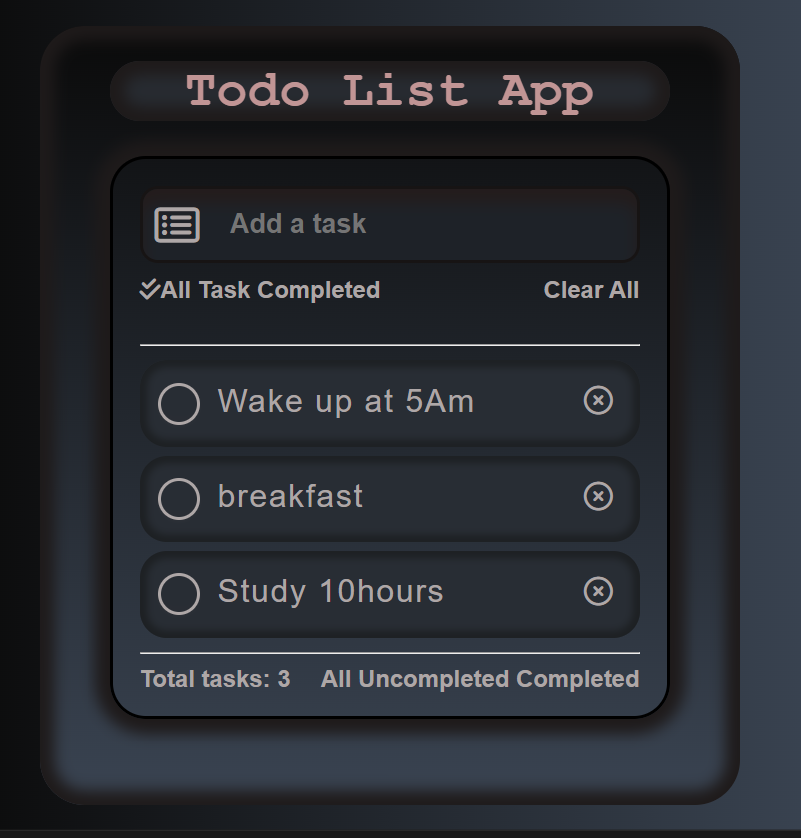 Todo List App
Add a task
All Task Completed Clear All
Wake up at 5Am
breakfast
Study 10hours
Total tasks: 3 All Uncompleted Completed